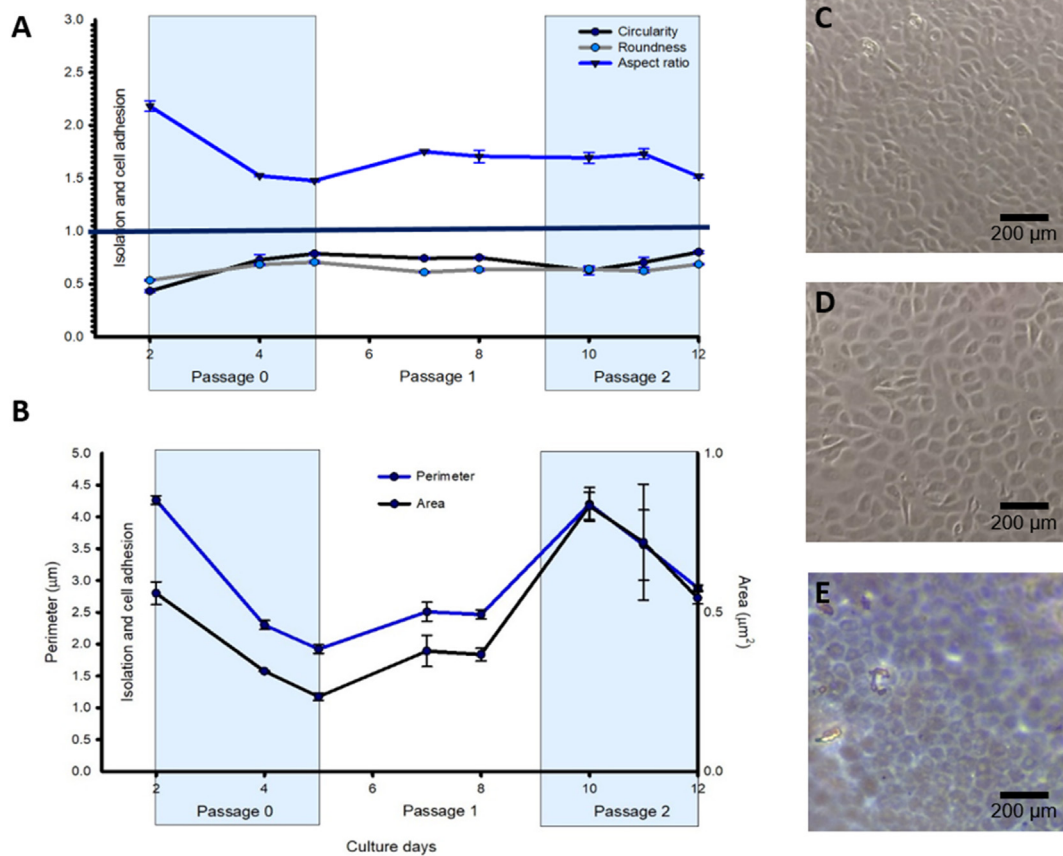 A
3.0
2.5
2.0
1.5
1.0
0.5
0.0
Isolation and cell adhesion
Circularity
Roundness
Aspect ratio
2
4
6
8
10
12
Passage 0
Passage 1
Passage 2
B
5.0
4.5
4.0
3.5
3.0
2.5
2.0
1.5
1.0
0.5
0.0
Perimeter (µm)
Isolation and cell adhesion
Perimeter
Area
1.0
0.5
0.0
Area (µm²)
2
4
6
8
10
12
Passage 0
Passage 1
Passage 2
Culture days
C
200 µm
D
200 µm
E
200 µm